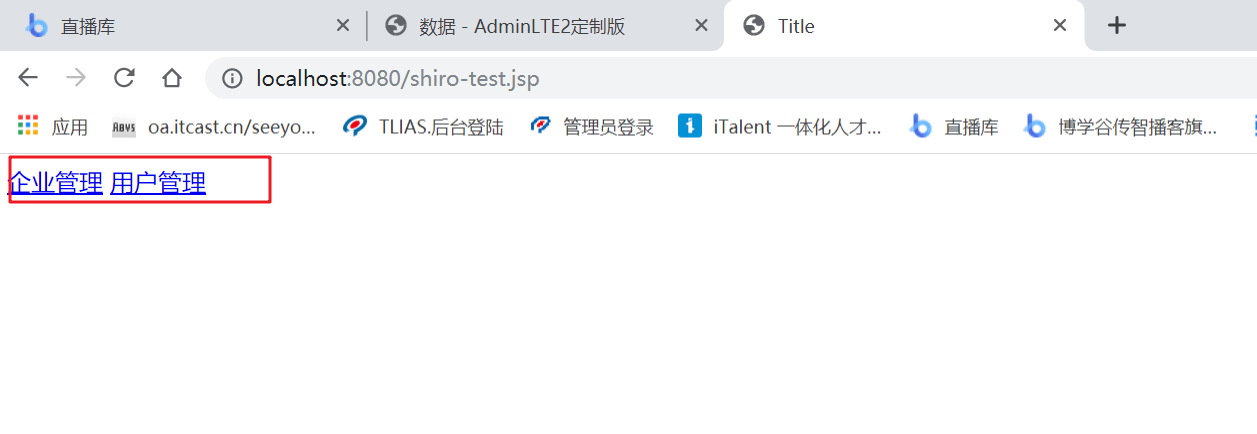 直播库 数据 - AdminLTE2定制版 Title
localhost:8080/shiro-test.jsp
应用 ABVS oa.itcast.cn/seeyo... TLIAS.后台登陆 管理员登录 iTalent 一体化人才... 直播库 博学谷传智播客旗...
企业管理 用户管理